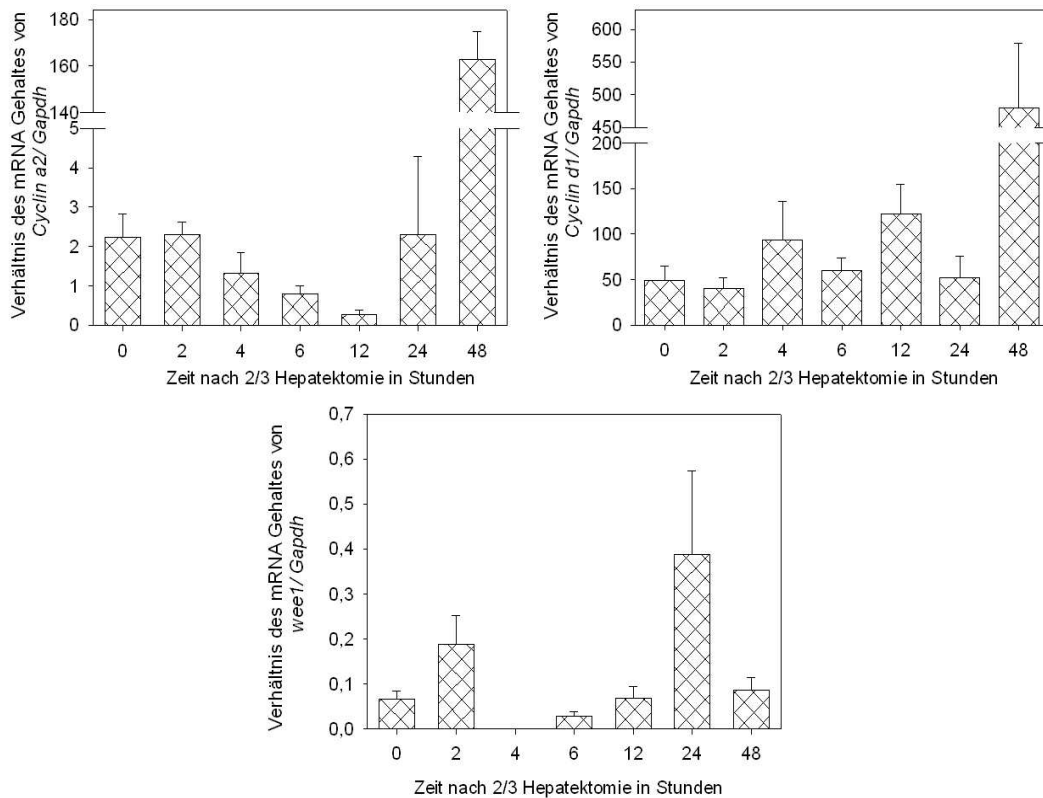 Verhältnis des mRNA Gehaltes von
Cyclin a2/ Gapdh
180
160
140
5
4
3
2
1
0
0 2 4 6 12 24 48
Zeit nach 2/3 Hepatektomie in Stunden
Verhältnis des mRNA Gehaltes von
Cyclin d1/ Gapdh
600
550
500
450
200
150
100
50
0
0 2 4 6 12 24 48
Zeit nach 2/3 Hepatektomie in Stunden
Verhältnis des mRNA Gehaltes von
wee1/ Gapdh
0,7
0,6
0,5
0,4
0,3
0,2
0,1
0,0
0 2 4 6 12 24 48
Zeit nach 2/3 Hepatektomie in Stunden